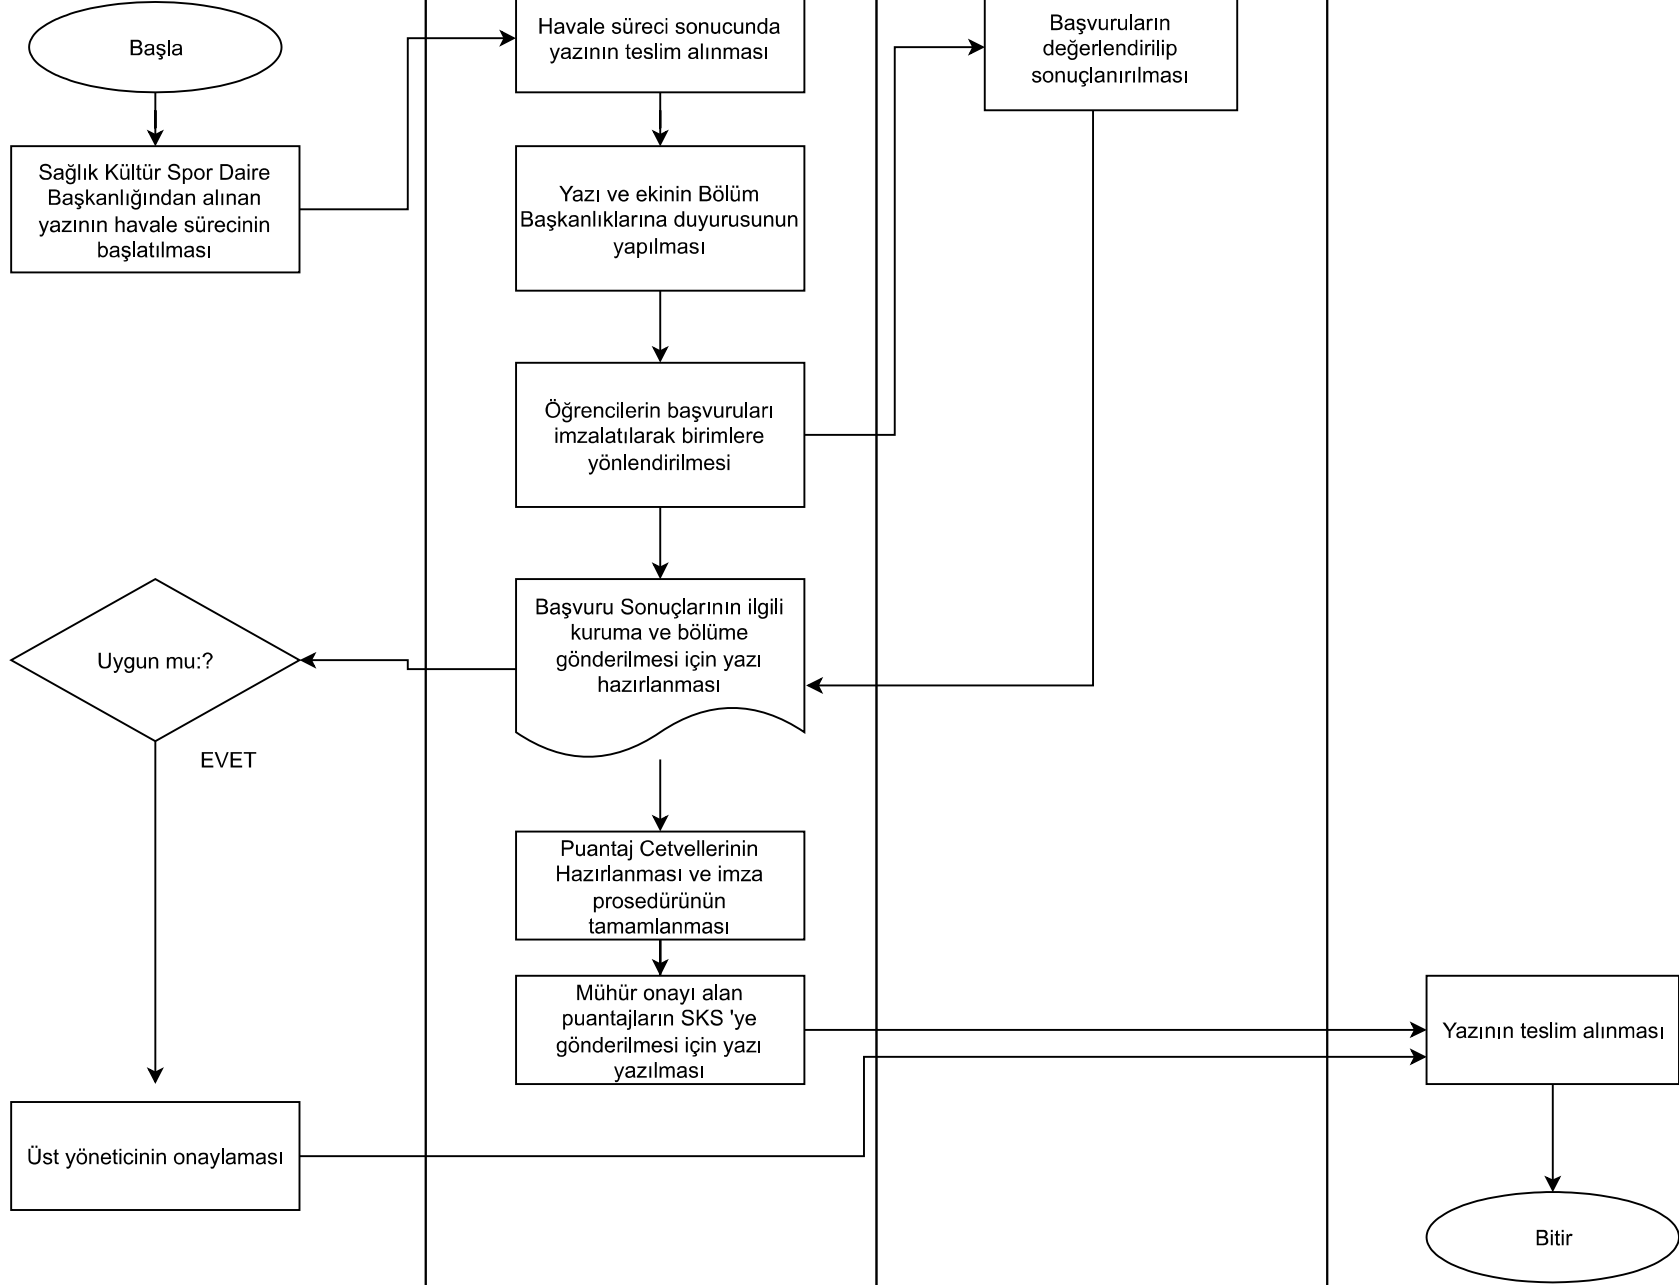 Başla
Sağlık Kültür Spor Daire
Başkanlığından alınan
yazının havale sürecinin
başlatılması
Havale süreci sonucunda
yazının teslim alınması
Yazı ve ekinin Bölüm
Başkanlıklarına duyurusunun
yapılması
Öğrencilerin başvuruları
imzalatılarak birimlere
yönlendirilmesi
Başvuruların
değerlendirilip
sonuçlanırılması
Başvuru Sonuçlarının ilgili
kuruma ve bölüme
gönderilmesi için yazı
hazırlanması
Uygun mu:?
EVET
Puantaj Cetvellerinin
Hazırlanması ve imza
prosedürünün
tamamlanması
Mühür onayı alan
puantajların SKS 'ye
gönderilmesi için yazı
yazılması
Üst yöneticinin onaylaması
Yazının teslim alınması
Bitir